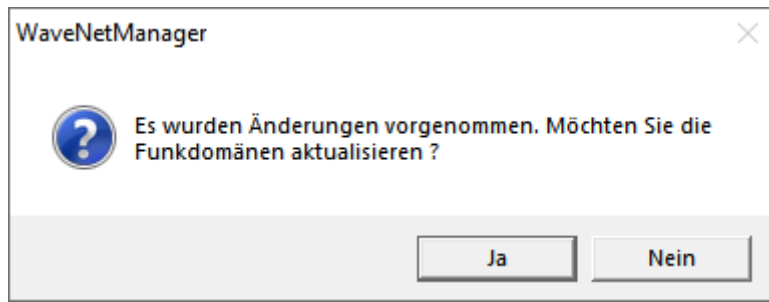 WaveNetManager
Es wurden Änderungen vorgenommen. Möchten Sie die
Funkdomänen aktualisieren ?
Ja
Nein